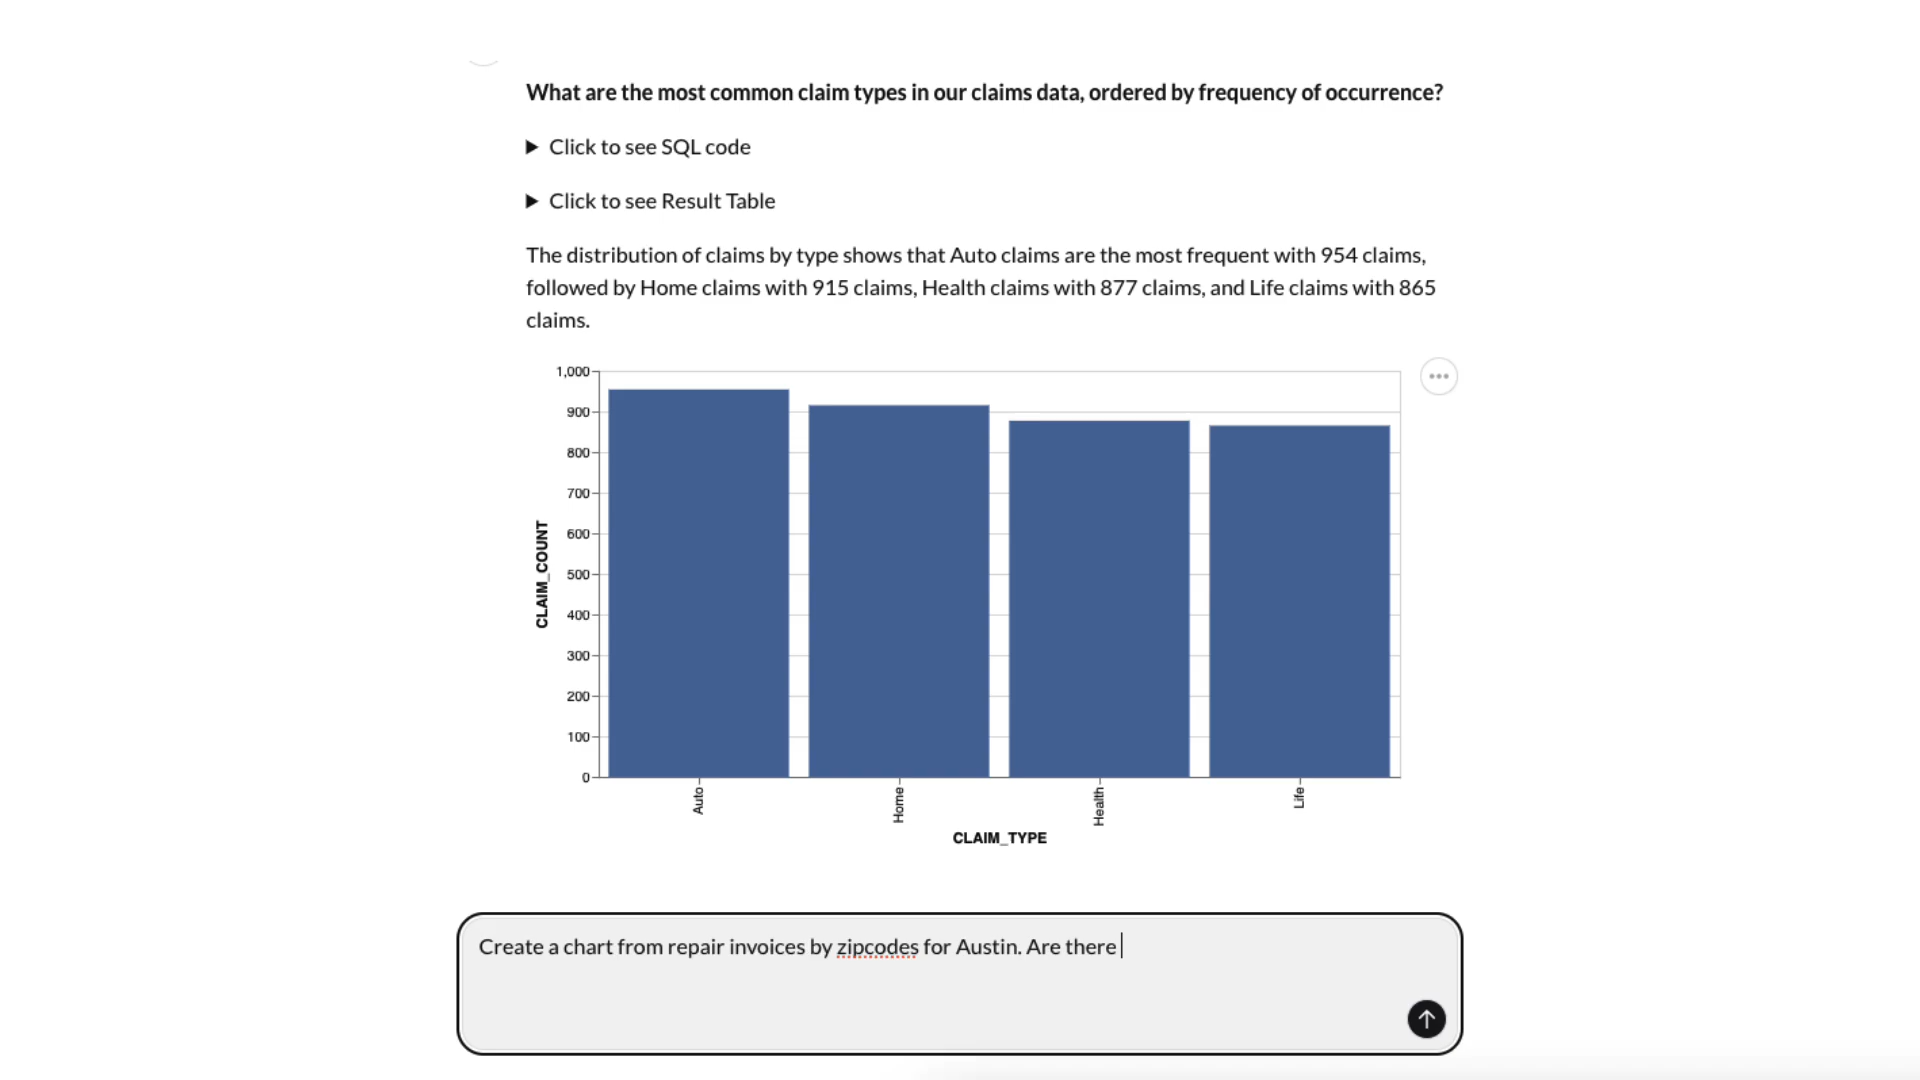 What are the most common claim types in our claims data, ordered by frequency of occurrence?
Click to see SQL code
Click to see Result Table
The distribution of claims by type shows that Auto claims are the most frequent with 954 claims,
followed by Home claims with 915 claims, Health claims with 877 claims, and Life claims with 865
claims.
1,000
900
800
700
600
500
400
300
200
100
0
CLAIM_COUNT
Auto
Home
Health
Life
CLAIM_TYPE
Create a chart from repair invoices by zipcodes for Austin. Are there